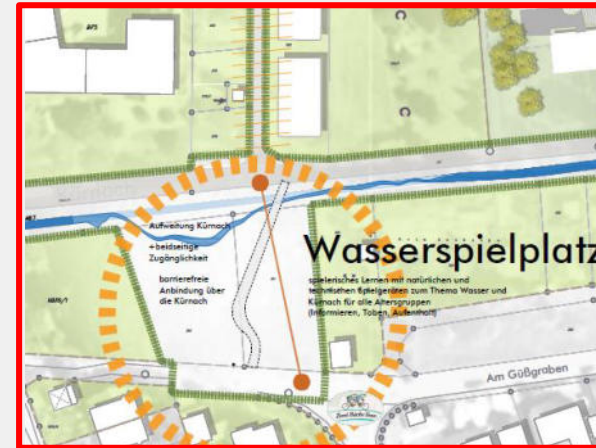 Aufweitung Kürnach
+beidseitige
Zugänglichkeit
barrierefreie
Anbindung über
die Kürnach
Wasserspielplatz
spielerisches Lernen mit natürlichen und
technischen Spielgeräten zum Thema Wasser und
Kürnach für alle Altersgruppen
(Informieren, Toben, Aufenthalt)
Am Güßgraben